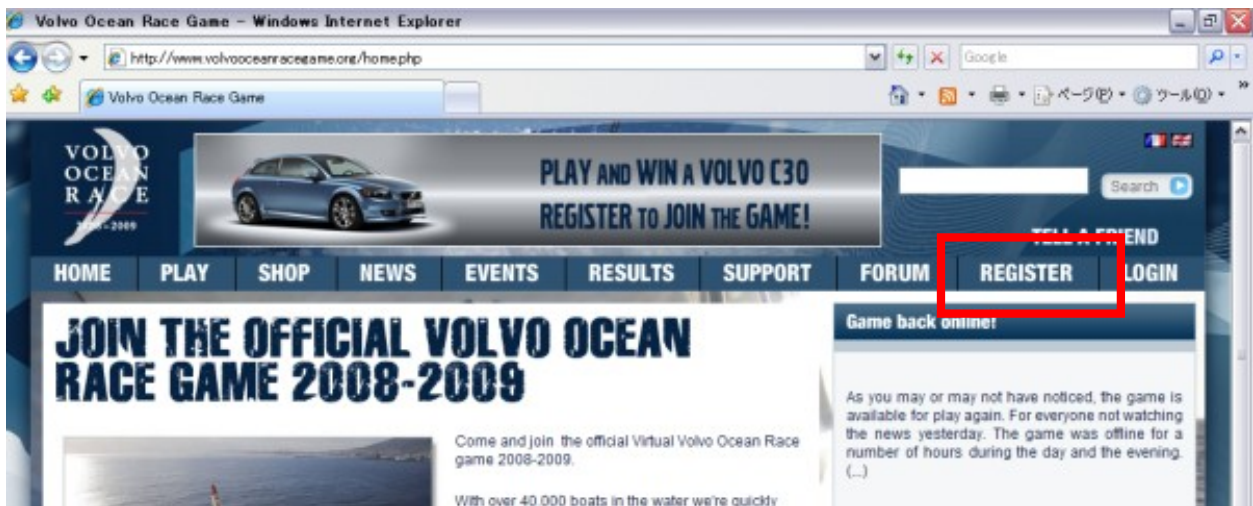 Volvo Ocean Race Game - Windows Internet Explorer
http://www.volvooceanracegame.org/home.php
Google
Volvo Ocean Race Game
ページ(P)
ツール(O)
VOLVO
OCEAN
RACE
2008-2009
PLAY AND WIN A VOLVO C30
REGISTER TO JOIN THE GAME!
Search
TELL A FRIEND
HOME PLAY SHOP NEWS EVENTS RESULTS SUPPORT FORUM REGISTER LOGIN
JOIN THE OFFICIAL VOLVO OCEAN
RACE GAME 2008-2009
Come and join the official Virtual Volvo Ocean Race
game 2008-2009.
With over 40.000 boats in the water we're quickly
Game back online!
As you may or may not have noticed, the game is
available for play again. For everyone not watching
the news yesterday. The game was offline for a
number of hours during the day and the evening.
(...)